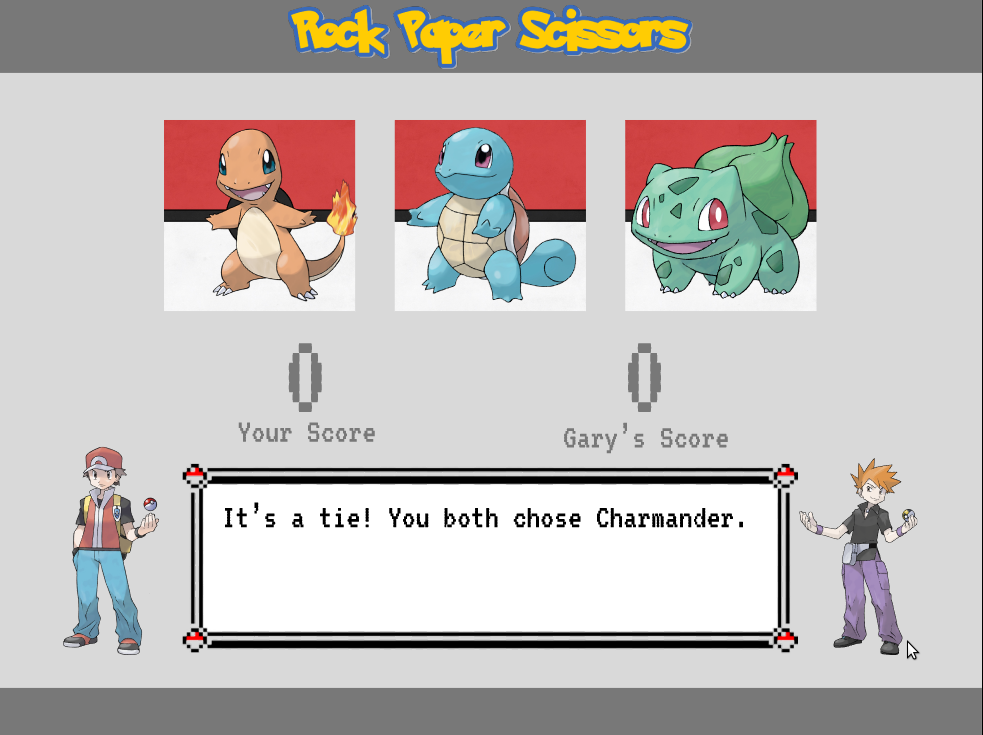 Rock Paper Scissors
0
Your Score
0
Gary's Score
It's a tie! You both chose Charmander.